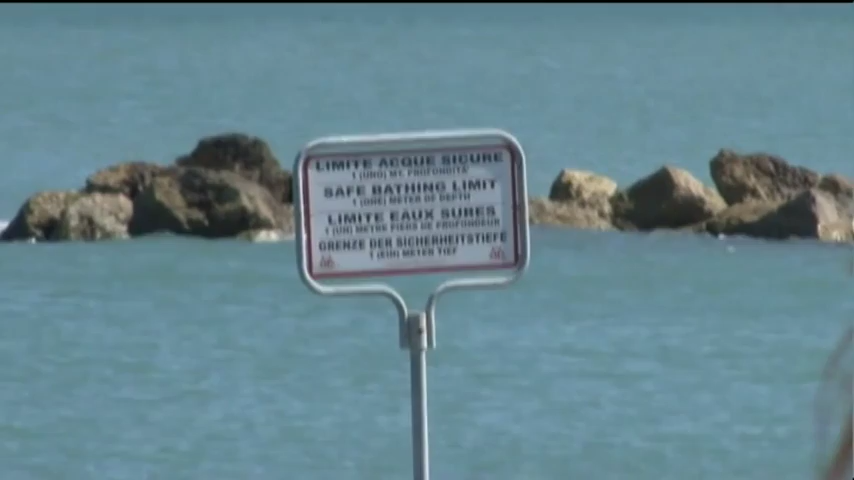 LIMITE ACQUE SICURE
1 (UNO) MT. PROFONDITA'
SAFE BATHING LIMIT
1 (ONE) METER OF DEPTH
LIMITE EAUX SURES
1 (UN) METRE PIERS DE PROFONDEUR
GRENZE DER SICHERHEITSTIEFE
1 (EIN) METER TIEF